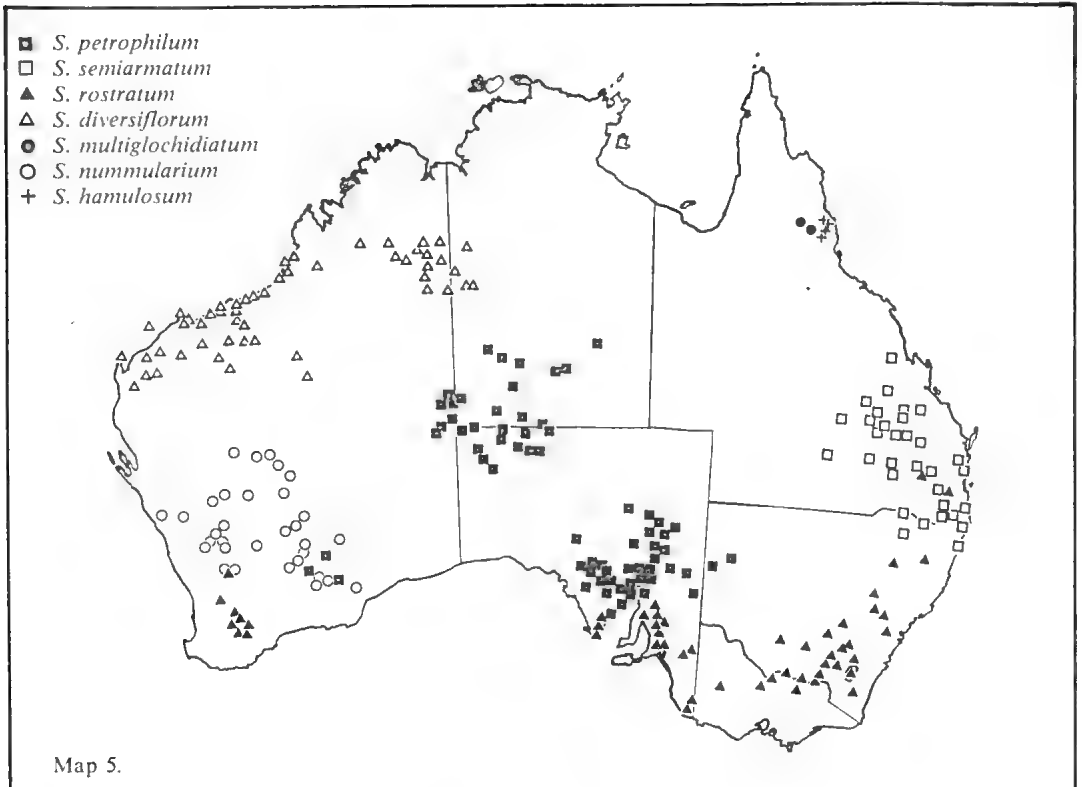 S. petrophilum
S. semiarmatum
S. rostratum
S. diversiflorum
S. multiglochidiatum
S. nummularium
S. hamulosum
Map 5.